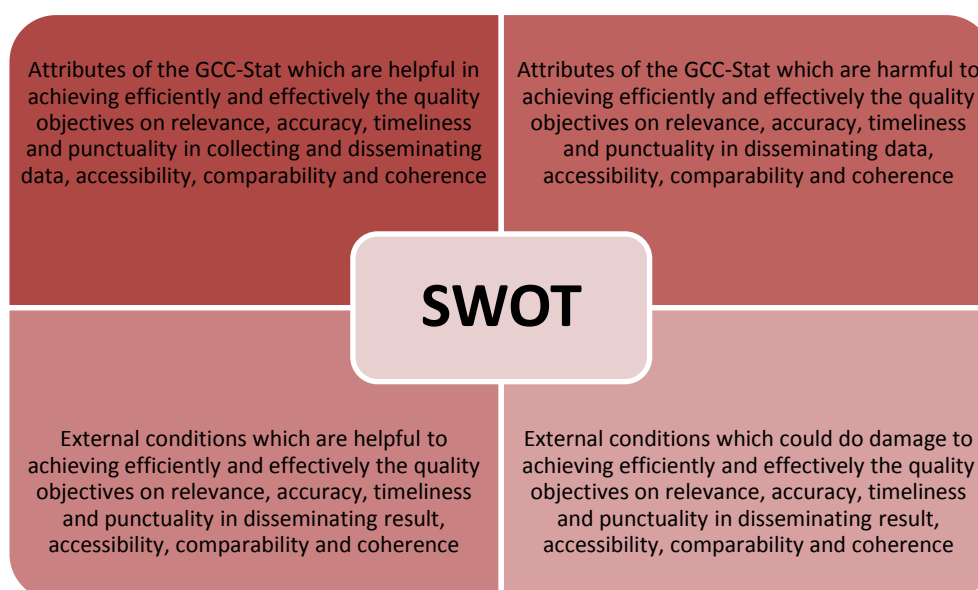 Attributes of the GCC-Stat which are helpful in
achieving efficiently and effectively the quality
objectives on relevance, accuracy, timeliness
and punctuality in collecting and disseminating
data, accessibility, comparability and coherence
Attributes of the GCC-Stat which are harmful to
achieving efficiently and effectively the quality
objectives on relevance, accuracy, timeliness
and punctuality in disseminating data,
accessibility, comparability and coherence
SWOT
External conditions which are helpful to
achieving efficiently and effectively the quality
objectives on relevance, accuracy, timeliness
and punctuality in disseminating result,
accessibility, comparability and coherence
External conditions which could do damage to
achieving efficiently and effectively the quality
objectives on relevance, accuracy, timeliness
and punctuality in disseminating result,
accessibility, comparability and coherence